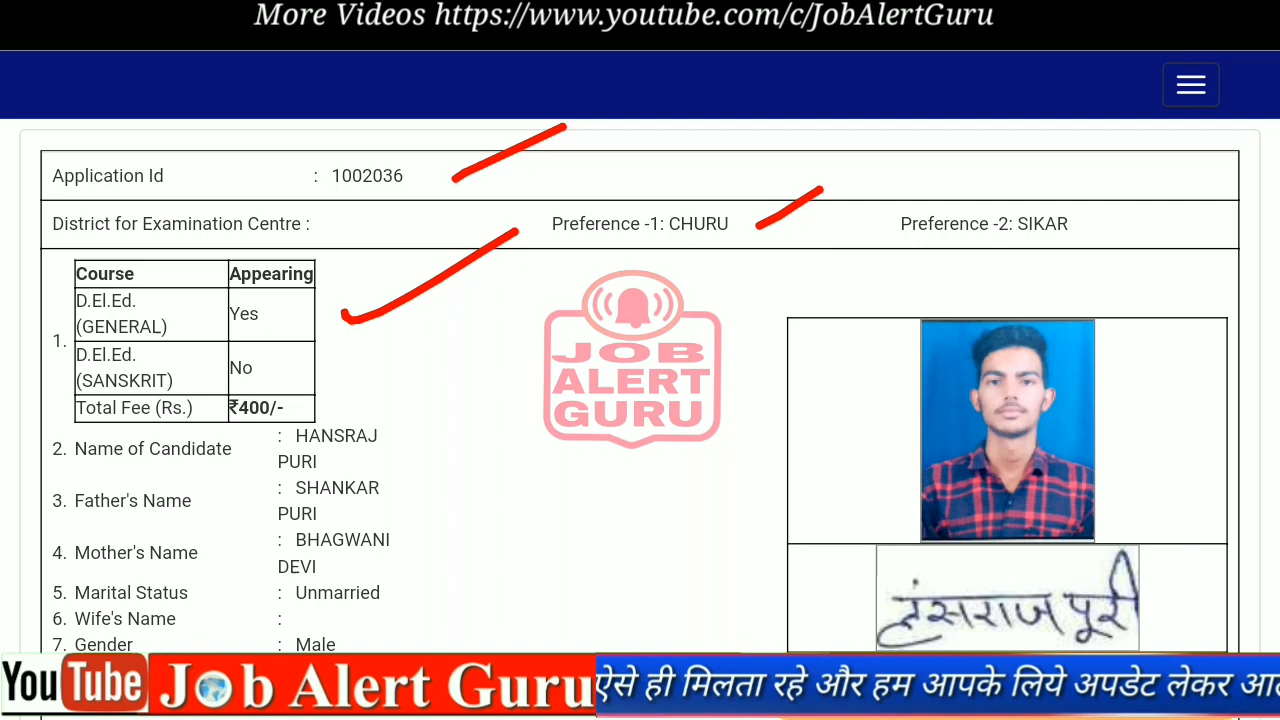 More Videos https://www.youtube.com/c/JobAlertGuru
Application Id : 1002036
District for Examination Centre : Preference -1: CHURU Preference -2: SIKAR
1.
Course Appearing
D.El.Ed. (GENERAL) Yes
D.El.Ed. (SANSKRIT) No
Total Fee (Rs.) ₹400/-
2. Name of Candidate : HANSRAJ PURI
3. Father's Name : SHANKAR PURI
4. Mother's Name : BHAGWANI DEVI
5. Marital Status : Unmarried
6. Wife's Name :
7. Gender : Male
JOB
ALERT
GURU
हंसराज पूरी
YouTube Job Alert Guru ऐसे ही मिलता रहे और हम आपके लिये अपडेट लेकर